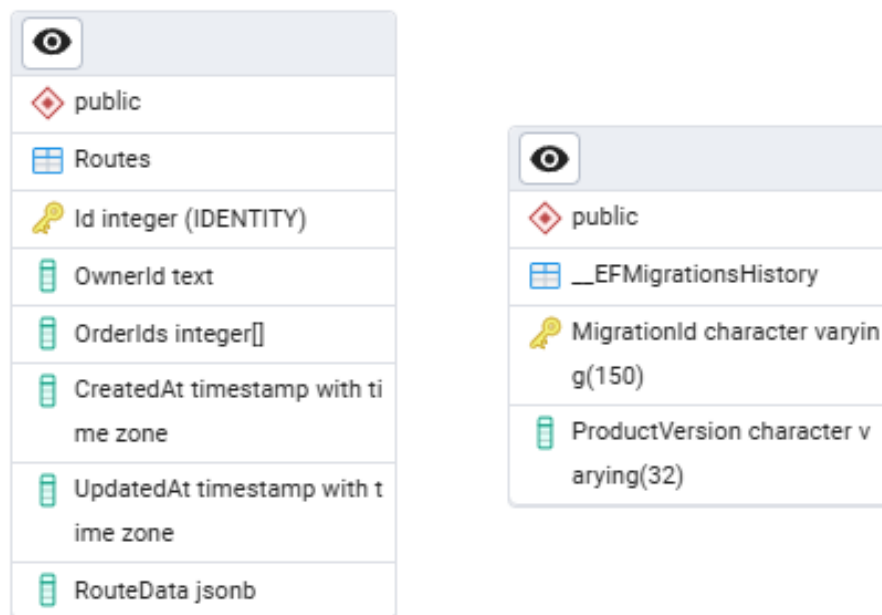 public
Routes
Id integer (IDENTITY)
OwnerId text
OrderIds integer[]
CreatedAt timestamp with ti
me zone
UpdatedAt timestamp with t
ime zone
RouteData jsonb
public
__EFMigrationsHistory
MigrationId character varyin
g(150)
ProductVersion character v
arying(32)